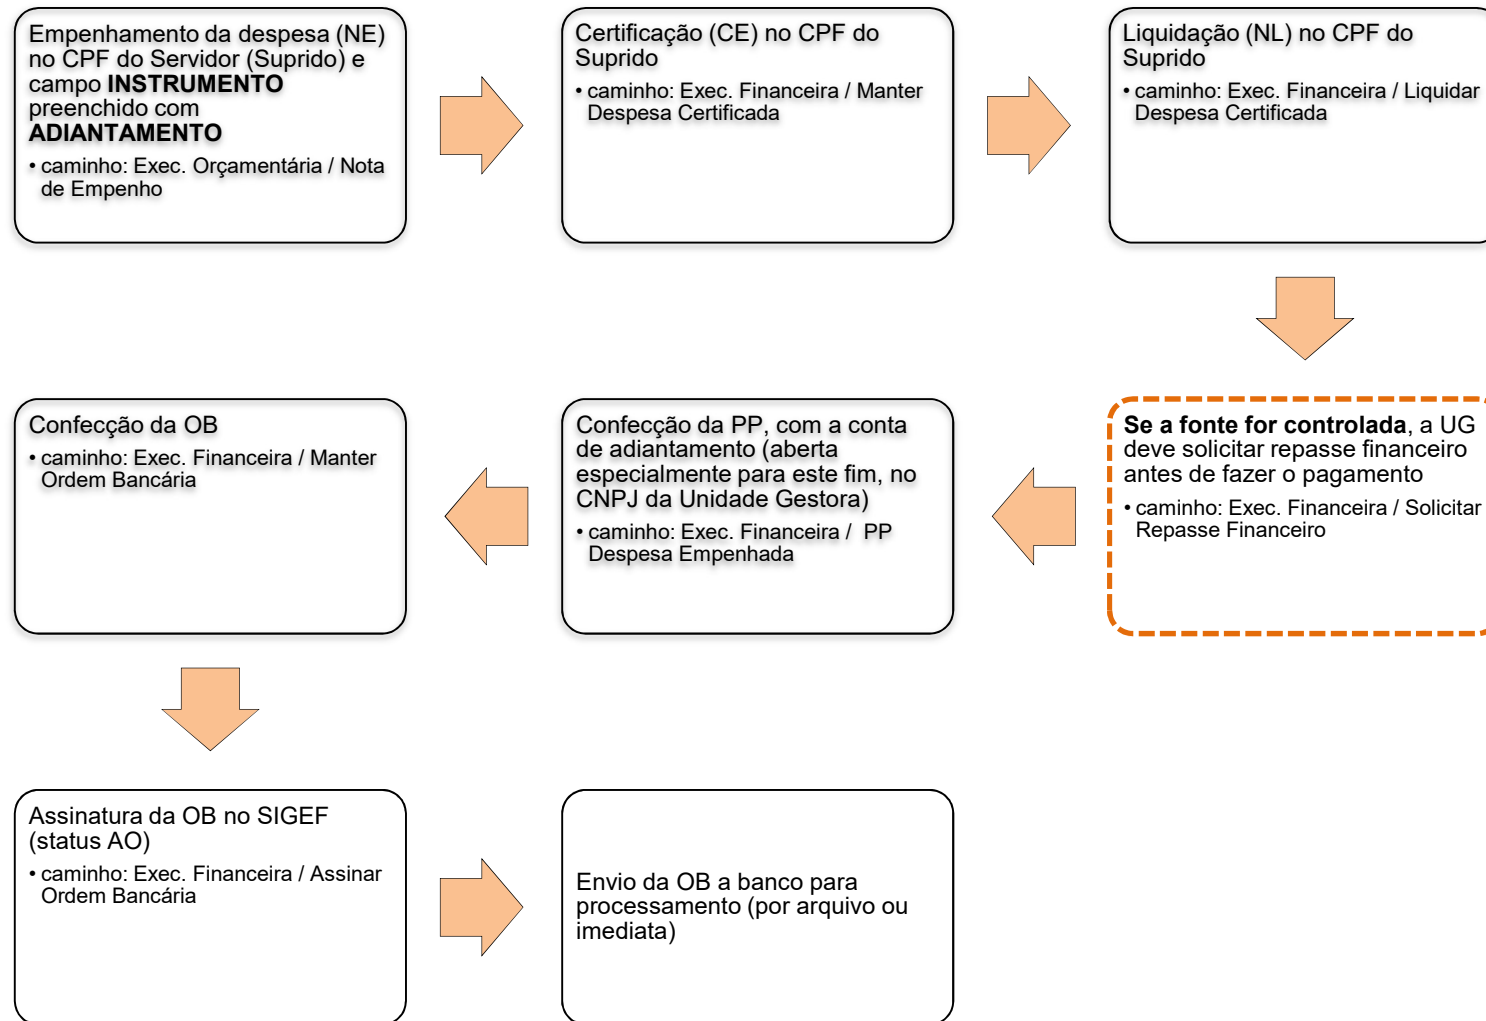 Empenhamento da despesa (NE)
no CPF do Servidor (Suprido) e
campo INSTRUMENTO
preenchido com
ADIANTAMENTO
• caminho: Exec. Orçamentária / Nota
de Empenho
Certificação (CE) no CPF do
Suprido
• caminho: Exec. Financeira / Manter
Despesa Certificada
Liquidação (NL) no CPF do
Suprido
• caminho: Exec. Financeira / Liquidar
Despesa Certificada
Se a fonte for controlada, a UG
deve solicitar repasse financeiro
antes de fazer o pagamento
• caminho: Exec. Financeira / Solicitar
Repasse Financeiro
Confecção da PP, com a conta
de adiantamento (aberta
especialmente para este fim, no
CNPJ da Unidade Gestora)
• caminho: Exec. Financeira / PP
Despesa Empenhada
Confecção da OB
• caminho: Exec. Financeira / Manter
Ordem Bancária
Assinatura da OB no SIGEF
(status AO)
• caminho: Exec. Financeira / Assinar
Ordem Bancária
Envio da OB a banco para
processamento (por arquivo ou
imediata)